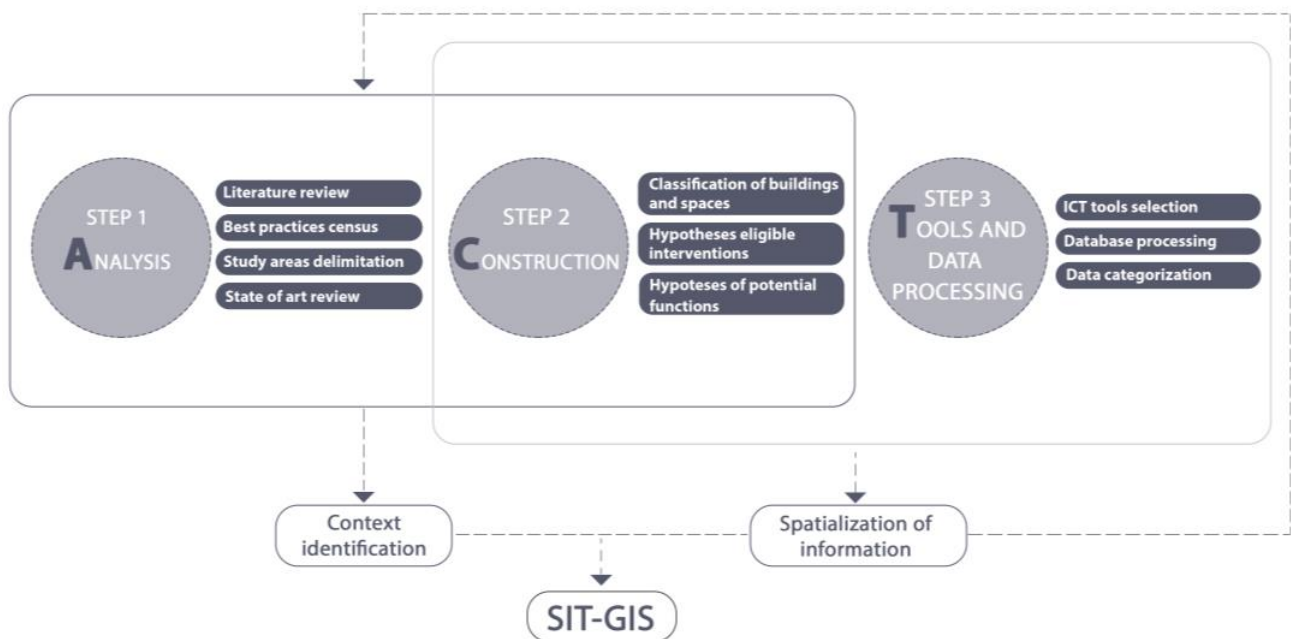 STEP 1
ANALYSIS
Literature review
Best practices census
Study areas delimitation
State of art review
STEP 2
CONSTRUCTION
Classification of buildings
and spaces
Hypotheses eligible
interventions
Hypoteses of potential
functions
STEP 3
TOOLS AND
DATA
PROCESSING
ICT tools selection
Database processing
Data categorization
Context
identification
Spatialization of
information
SIT-GIS